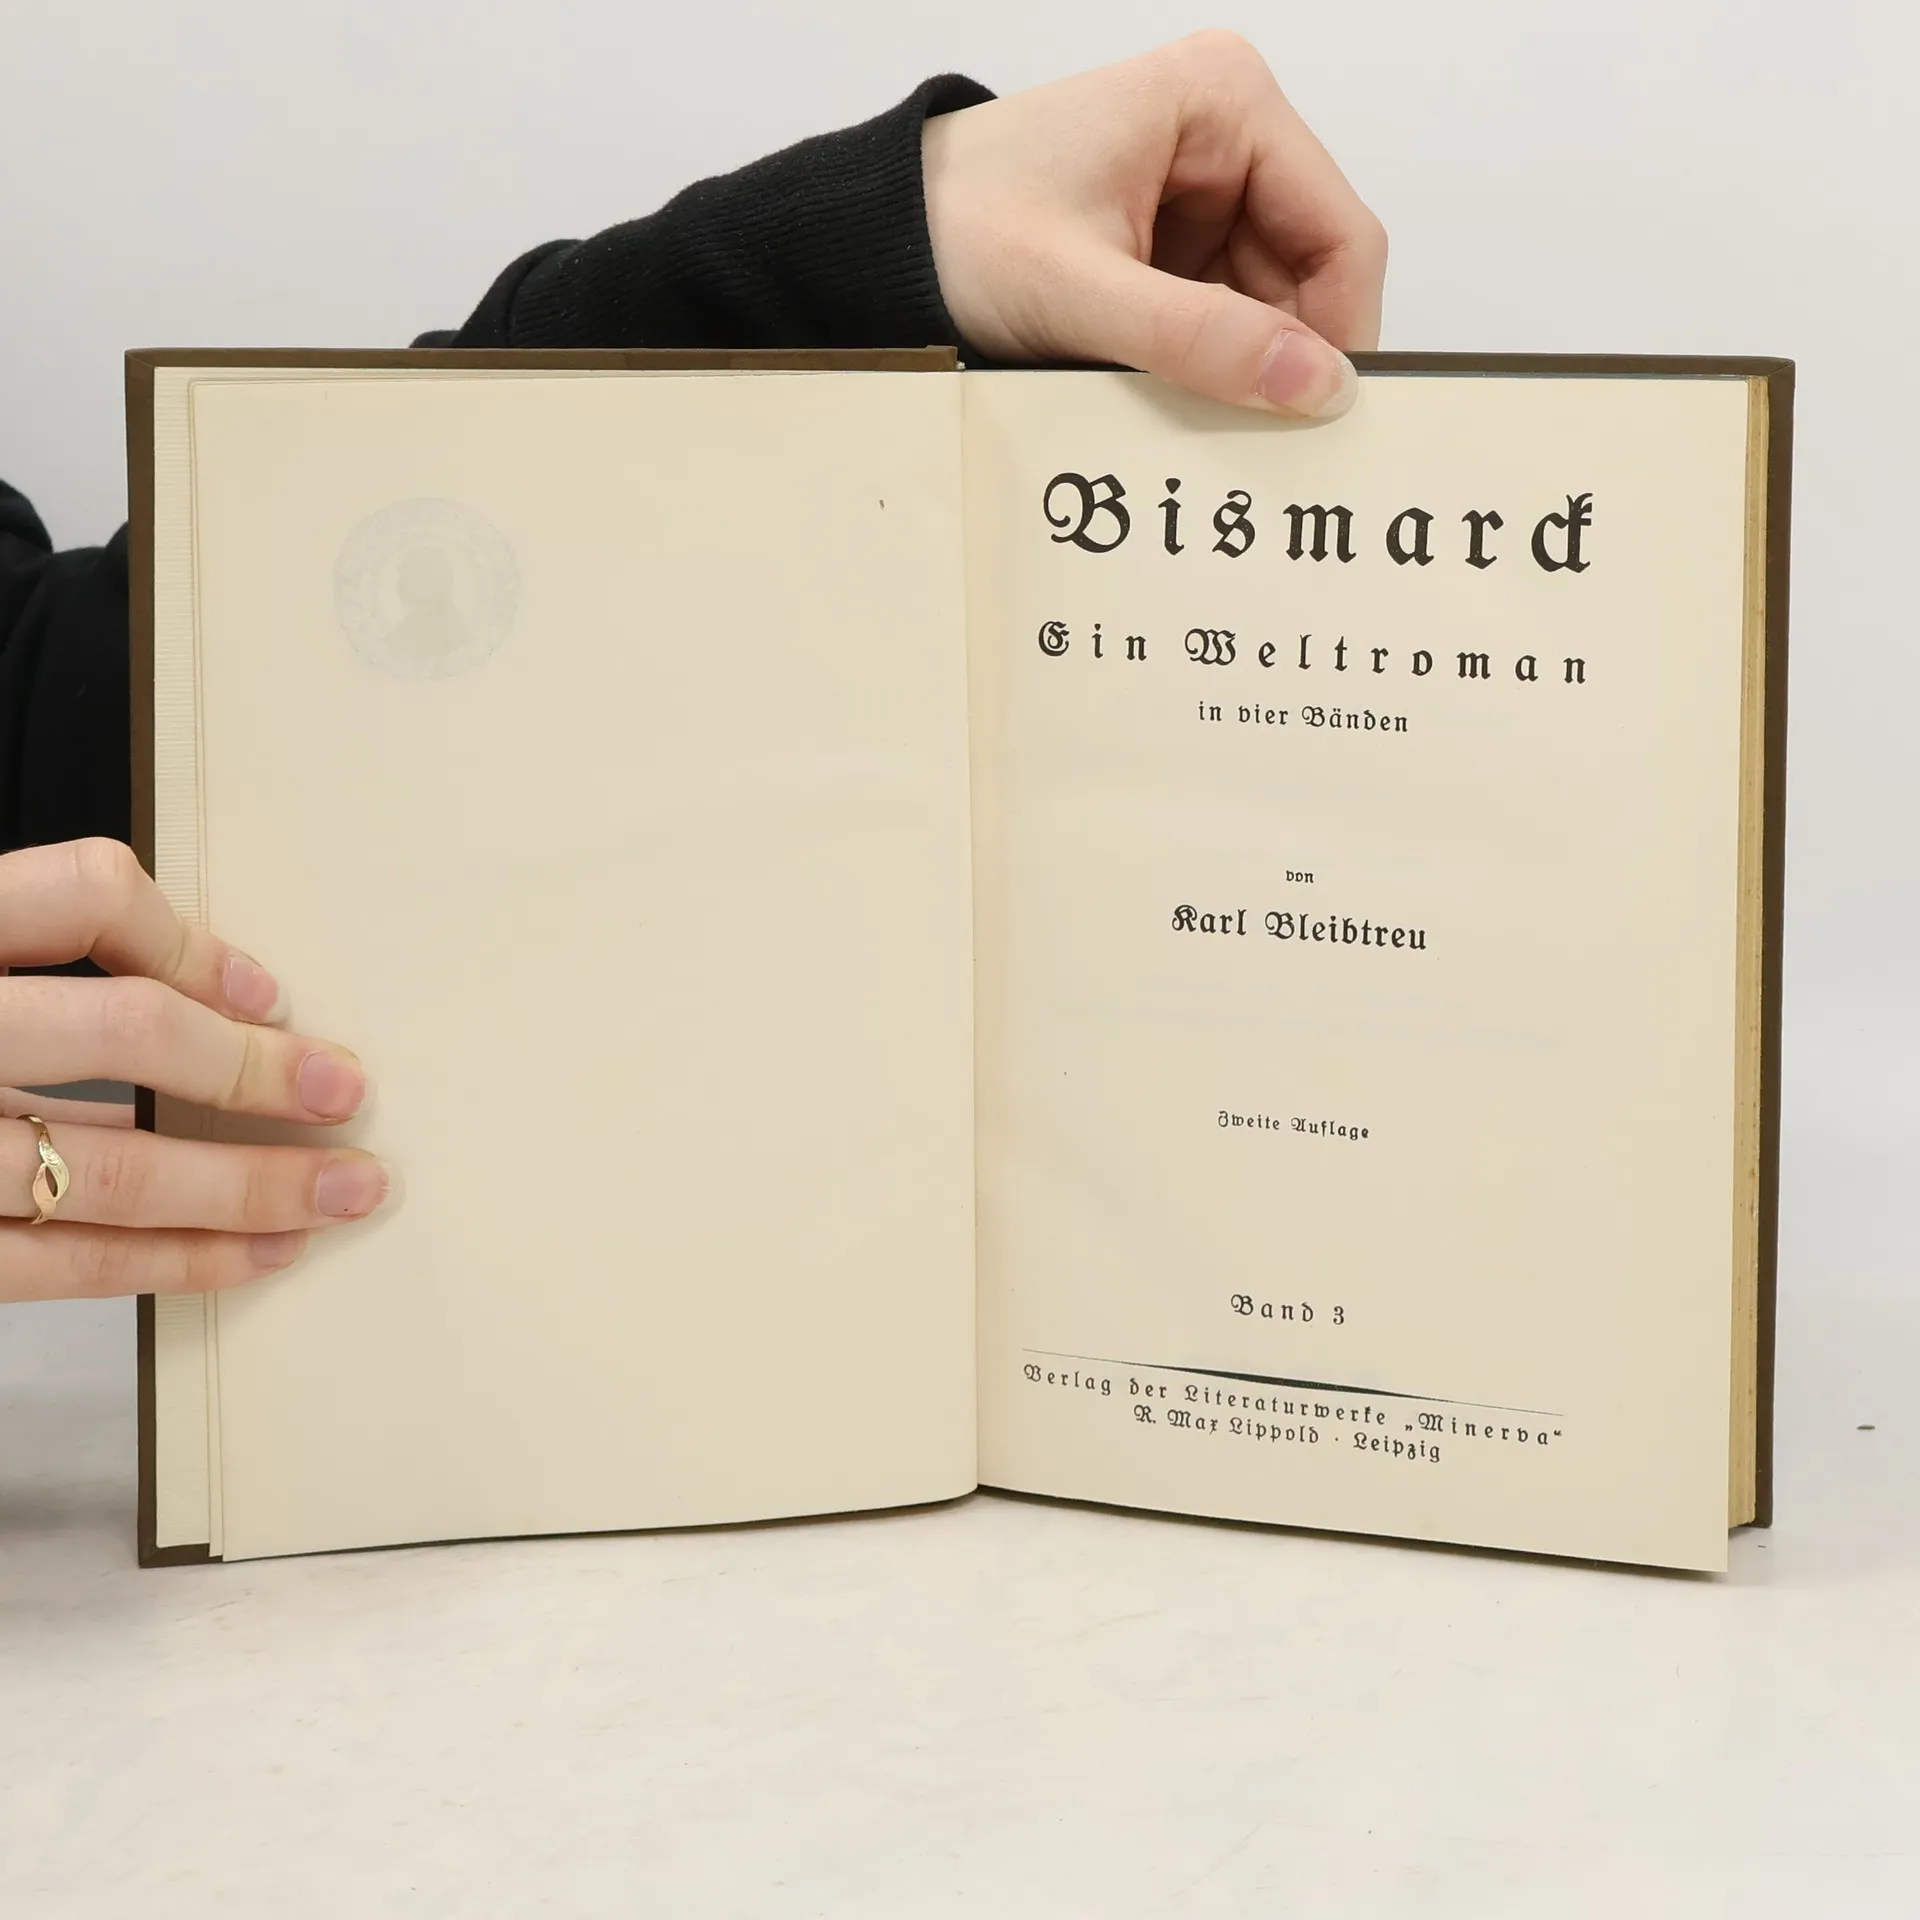 Bismarck
Ein Weltroman
in vier Bänden
von
Karl Bleibtreu
Zweite Auflage
Band 3
Verlag der Literaturwerke „Minerva“
R. Max Lippold · Leipzig